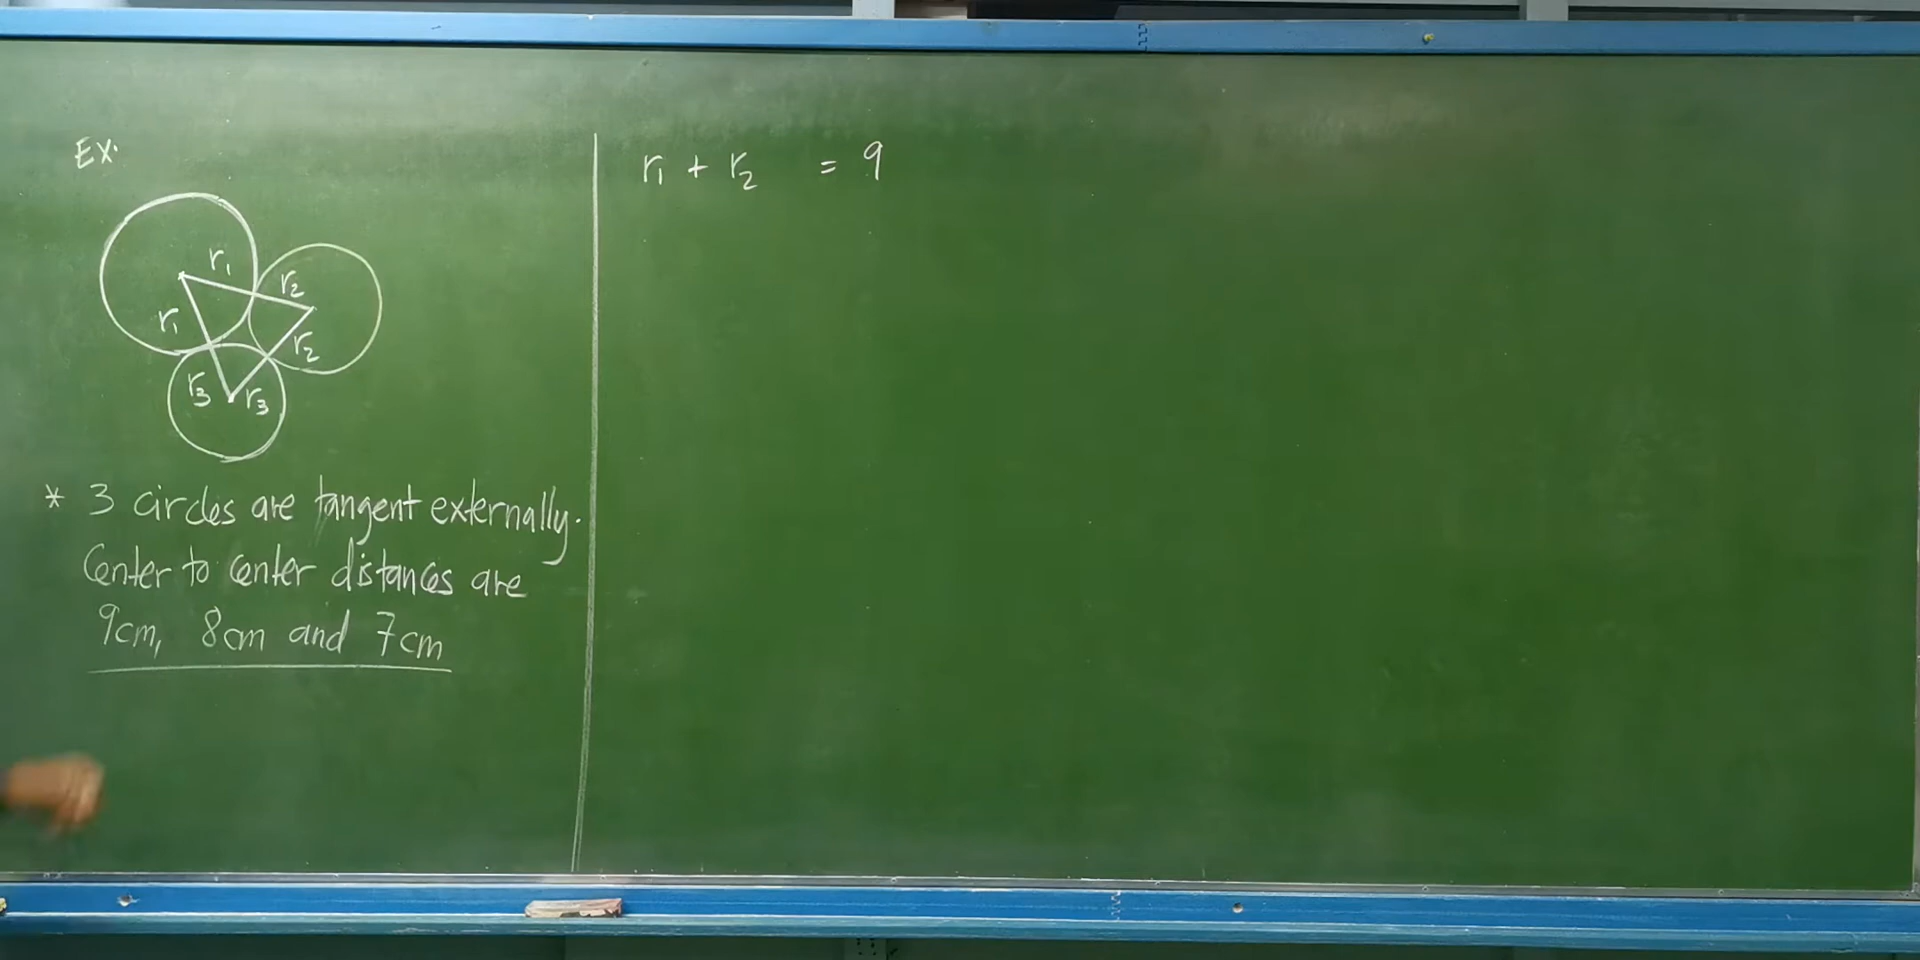 EX.
r₁
r₂
r₁
r₂
r₃
r₃
* 3 circles are tangent externally.
Center to center distances are
9cm, 8cm and 7cm
r₁ + r₂ = 9